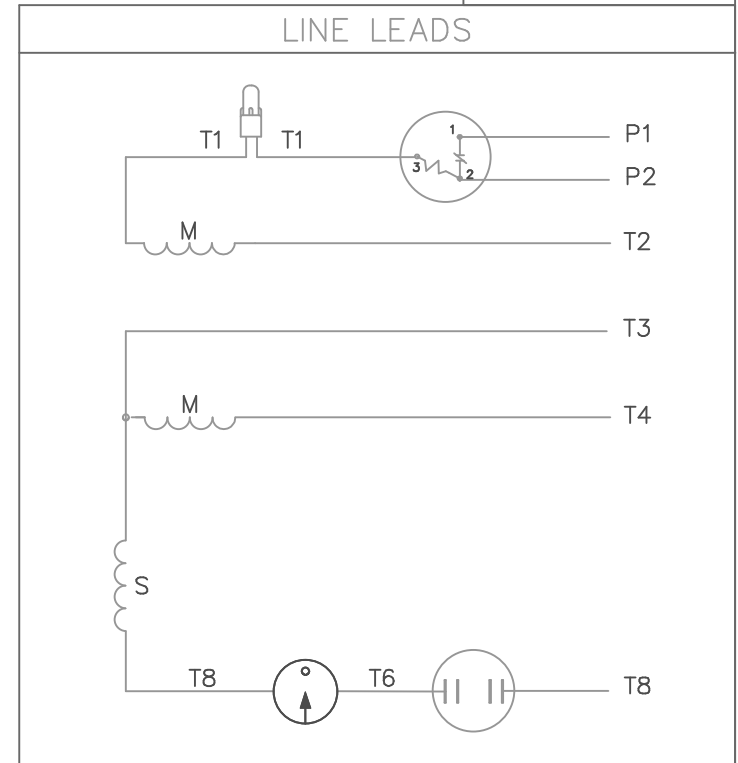 LINE LEADS
T1 T1 1 P1
3 2 P2
M T2
T3
M T4
S
T8 T6 T8